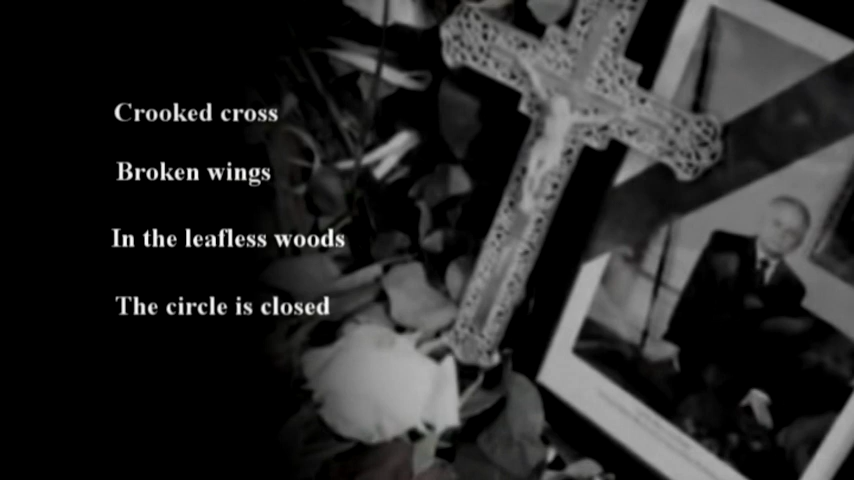 Crooked cross
Broken wings
In the leafless woods
The circle is closed